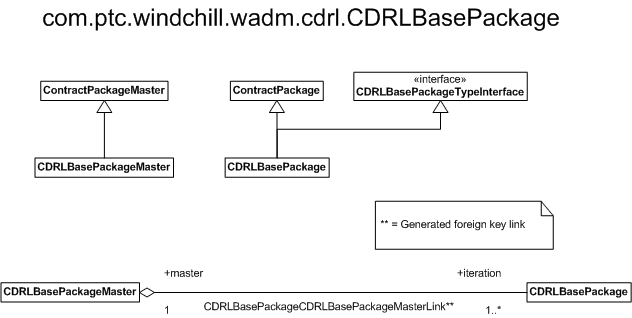 com.ptc.windchill.wadm.cdrl.CDRLBasePackage
ContractPackageMaster
ContractPackage
«interface»
CDRLBasePackageTypeInterface
CDRLBasePackageMaster
CDRLBasePackage
** = Generated foreign key link
+master
+iteration
CDRLBasePackageMaster
CDRLBasePackage
1
CDRLBasePackageCDRLBasePackageMasterLink**
1..*